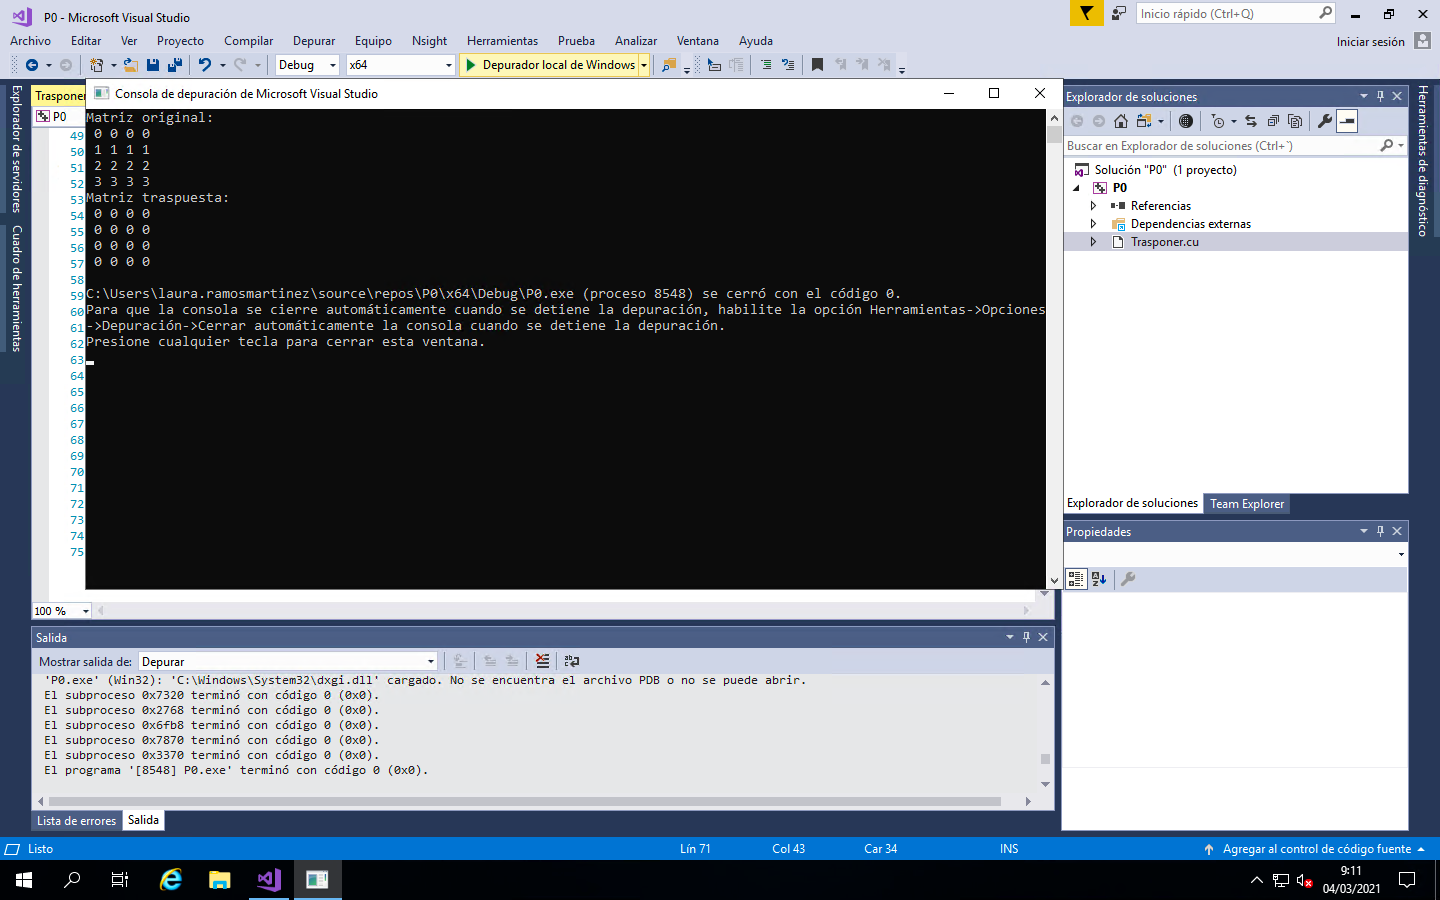 P0 - Microsoft Visual Studio
Inicio rápido (Ctrl+Q)
Archivo Editar Ver Proyecto Compilar Depurar Equipo Nsight Herramientas Prueba Analizar Ventana Ayuda
Iniciar sesión
Debug x64 Depurador local de Windows
Explorador de servidores
Cuadro de herramientas
Trasponer
P0
49
50
51
52
53
54
55
56
57
58
59
60
61
62
63
64
65
66
67
68
69
70
71
72
73
74
75
100 %
Consola de depuración de Microsoft Visual Studio
Matriz original:
0 0 0 0
1 1 1 1
2 2 2 2
3 3 3 3
Matriz traspuesta:
0 0 0 0
0 0 0 0
0 0 0 0
0 0 0 0
C:\Users\laura.ramosmartinez\source\repos\P0\x64\Debug\P0.exe (proceso 8548) se cerró con el código 0.
Para que la consola se cierre automáticamente cuando se detiene la depuración, habilite la opción Herramientas->Opciones
->Depuración->Cerrar automáticamente la consola cuando se detiene la depuración.
Presione cualquier tecla para cerrar esta ventana.
Explorador de soluciones
Buscar en Explorador de soluciones (Ctrl+`)
Solución "P0" (1 proyecto)
P0
Referencias
Dependencias externas
Trasponer.cu
Explorador de soluciones Team Explorer
Propiedades
Herramientas de diagnóstico
Salida
Mostrar salida de: Depurar
'P0.exe' (Win32): 'C:\Windows\System32\dxgi.dll' cargado. No se encuentra el archivo PDB o no se puede abrir.
El subproceso 0x7320 terminó con código 0 (0x0).
El subproceso 0x2768 terminó con código 0 (0x0).
El subproceso 0x6fb8 terminó con código 0 (0x0).
El subproceso 0x7870 terminó con código 0 (0x0).
El subproceso 0x3370 terminó con código 0 (0x0).
El programa '[8548] P0.exe' terminó con código 0 (0x0).
Lista de errores Salida
Listo Lín 71 Col 43 Car 34 INS Agregar al control de código fuente
9:11
04/03/2021